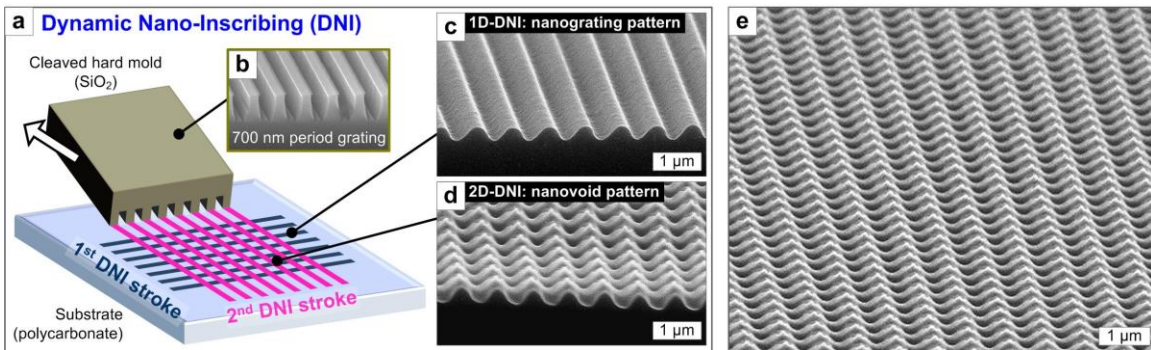 a Dynamic Nano-Inscribing (DNI)
Cleaved hard mold
(SiO₂)
b
700 nm period grating
1st DNI stroke
2nd DNI stroke
Substrate
(polycarbonate)
c 1D-DNI: nanograting pattern
1 µm
d 2D-DNI: nanovoid pattern
1 µm
e
1 µm